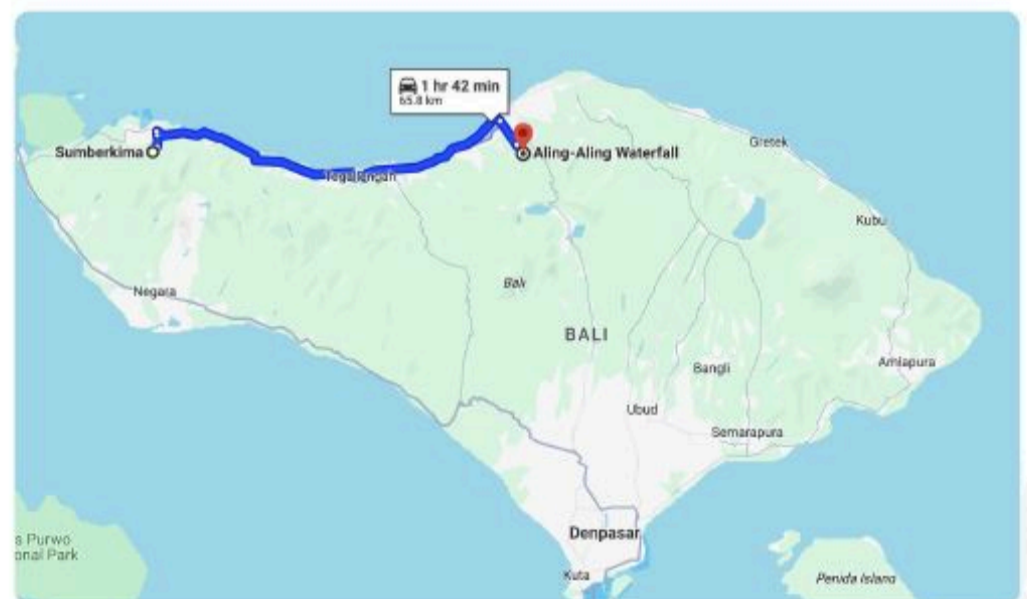 1 hr 42 min
65.8 km
Sumberkima
Aling-Aling Waterfall
Gretek
Kubu
Negara
Bali
BALI
Bangli
Amlapura
Ubud
Semarapura
s Purwo
onal Park
Denpasar
Kuta
Penida Island